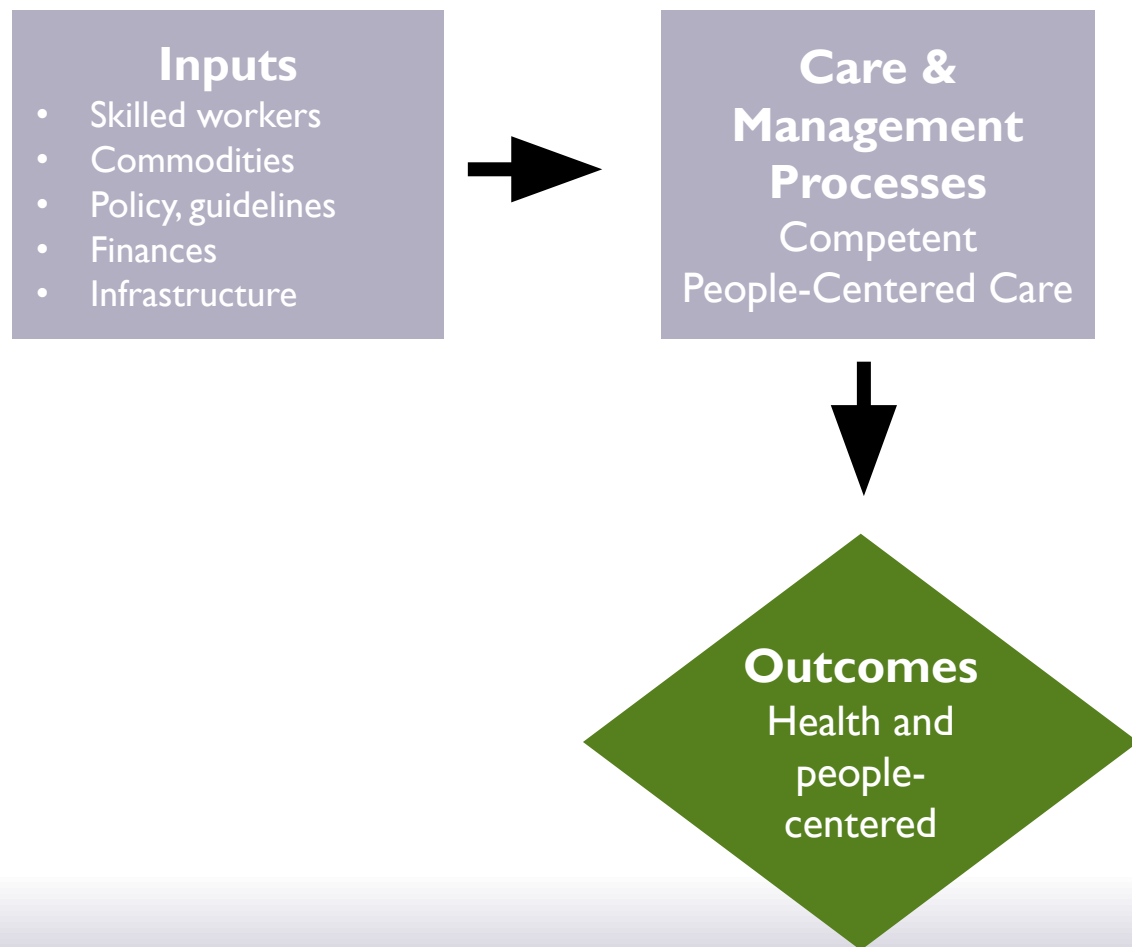 Inputs
• Skilled workers
• Commodities
• Policy, guidelines
• Finances
• Infrastructure
Care &
Management
Processes
Competent
People-Centered Care
Outcomes
Health and
people-
centered